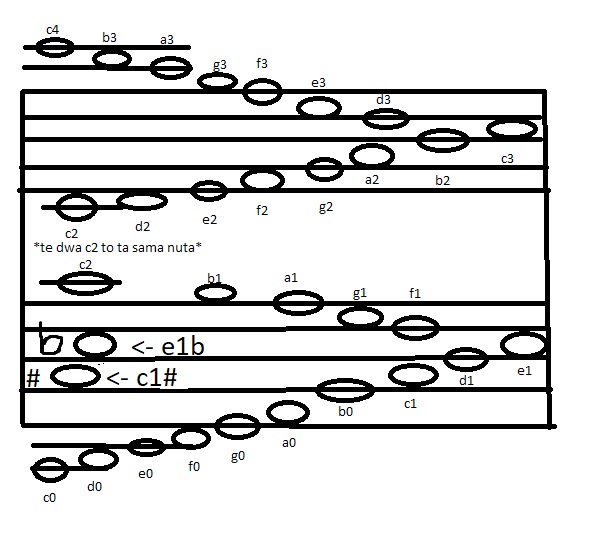 c4 b3 a3
g3 f3
e3
d3
c3
a2 b2
c2 d2 e2 f2 g2
*te dwa c2 to ta sama nuta*
c2
b1 a1 g1 f1
b <- e1b
# <- c1#
d1 e1
b0 c1
c0 d0 e0 f0 g0 a0